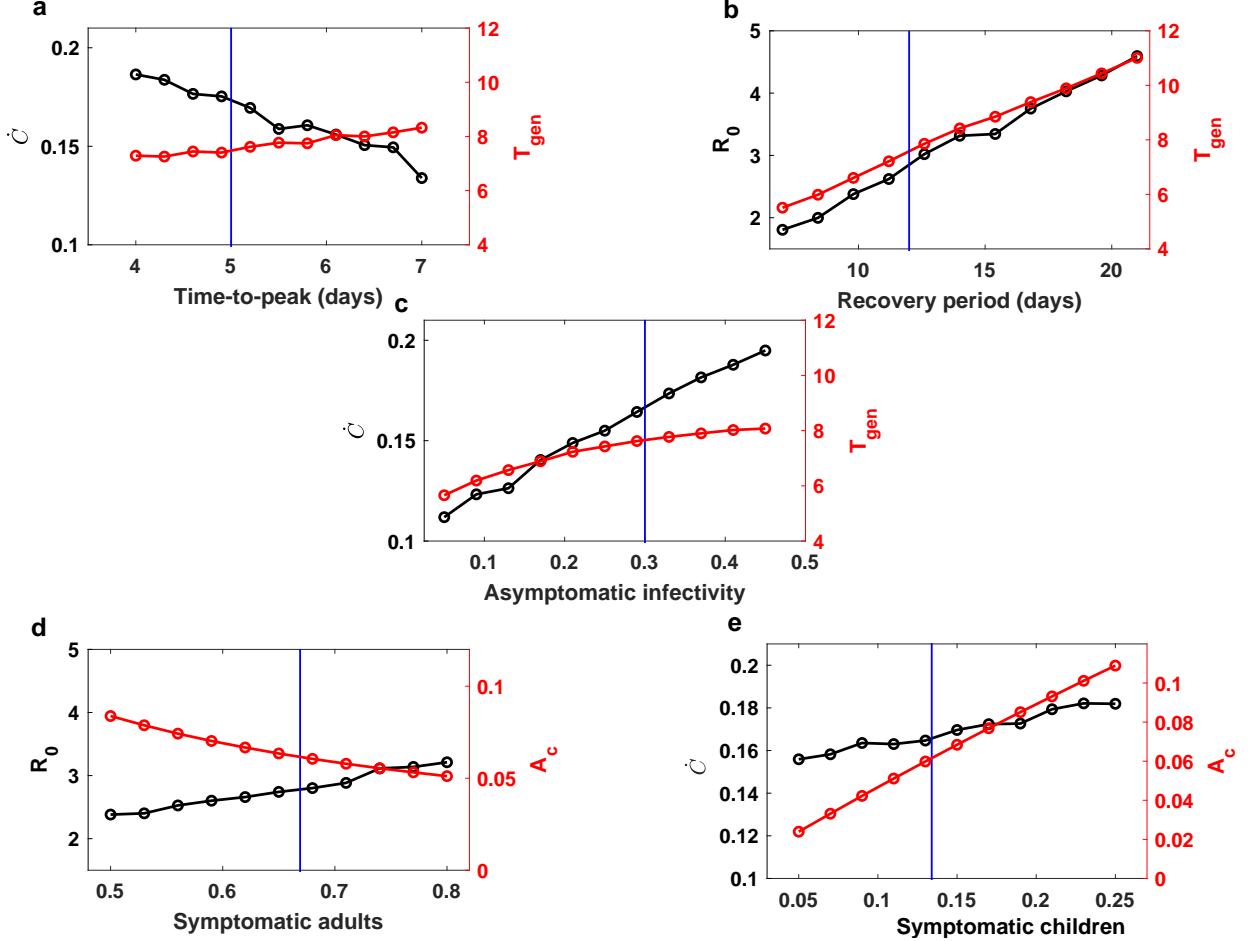 a
0.2
0.15
0.1
Ċ
12
10
8
6
4
T_gen
4 5 6 7
Time-to-peak (days)
b
5
4
3
2
R_0
12
10
8
6
4
T_gen
10 15 20
Recovery period (days)
c
0.2
0.15
0.1
Ċ
12
10
8
6
4
T_gen
0.1 0.2 0.3 0.4 0.5
Asymptomatic infectivity
d
5
4
3
2
R_0
0.1
0.05
0
A_c
0.5 0.6 0.7 0.8
Symptomatic adults
e
0.2
0.18
0.16
0.14
0.12
0.1
Ċ
0.1
0.08
0.06
0.04
0.02
0
A_c
0.05 0.1 0.15 0.2 0.25
Symptomatic children